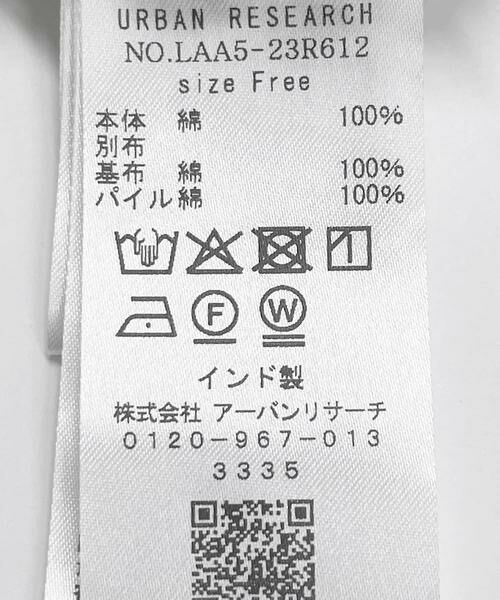 URBAN RESEARCH
NO.LAA5-23R612
size Free
本体 綿 100%
別布
基布 綿 100%
パイル綿 100%
F W
インド製
株式会社 アーバンリサーチ
0120-967-013
3335